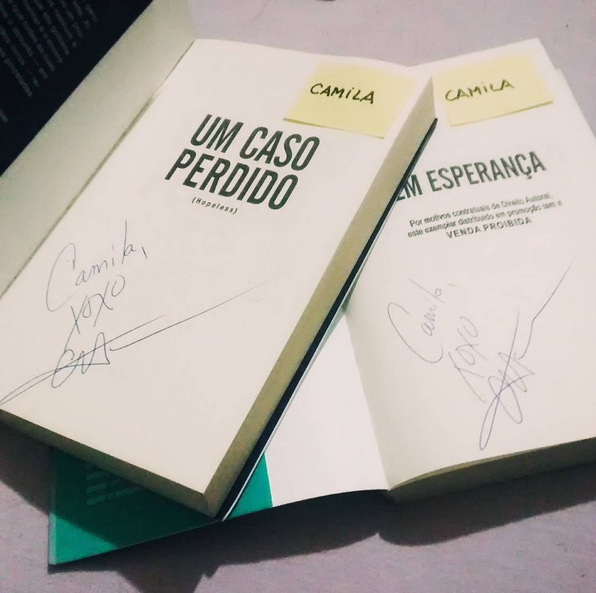 CAMILA
UM CASO
PERDIDO
(Hopeless)
Camila,
XOXO
CAMILA
EM ESPERANÇA
Por motivos contratuais de Direito Autoral,
este exemplar distribuído em promoção tem a
VENDA PROIBIDA
Camila,
XOXO